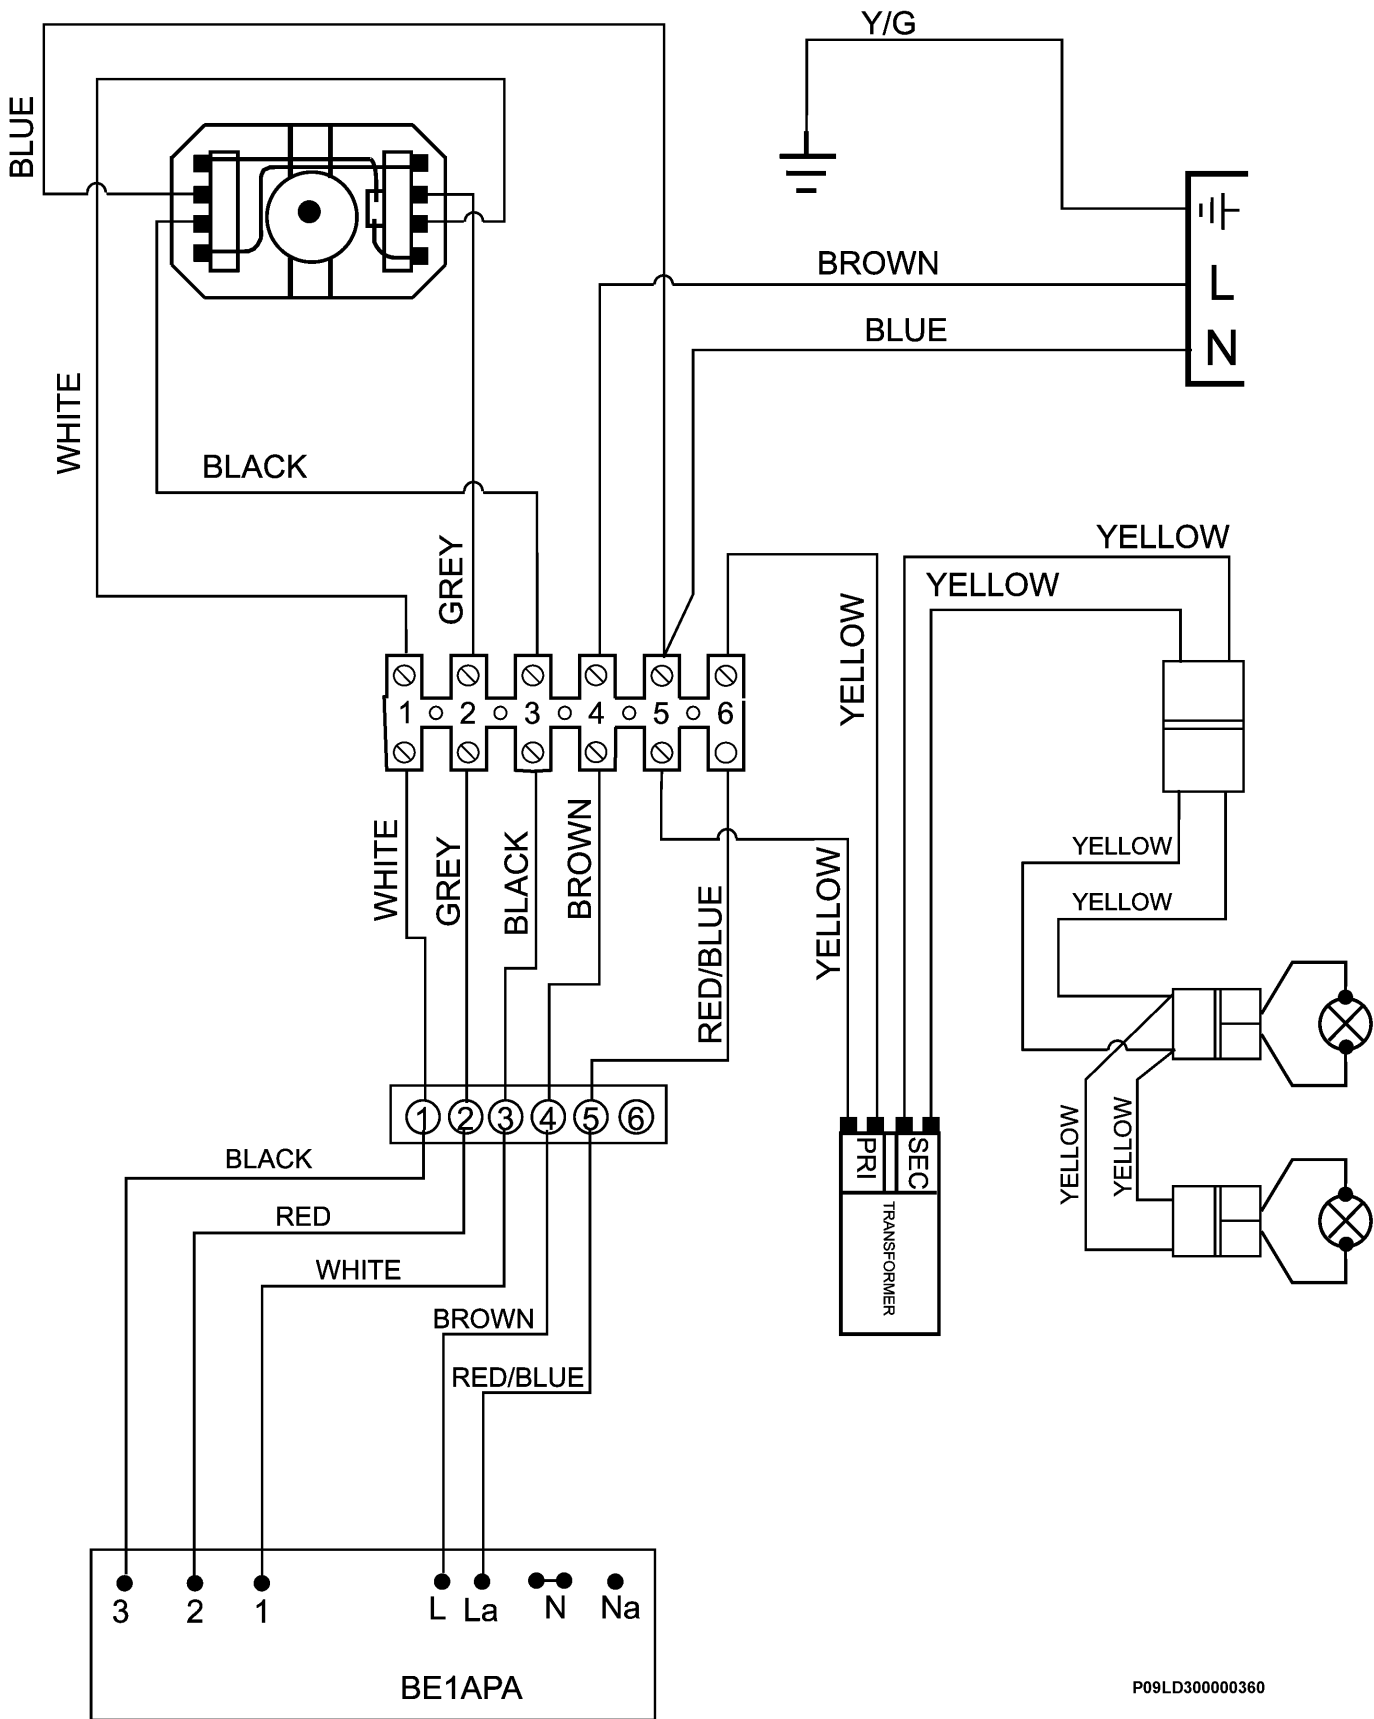 Y/G
BLUE
BROWN
L
BLUE
N
WHITE
BLACK
GREY
YELLOW
YELLOW
YELLOW
1 2 3 4 5 6
WHITE
GREY
BLACK
BROWN
RED/BLUE
YELLOW
YELLOW
YELLOW
1 2 3 4 5 6
PRI
SEC
TRANSFORMER
YELLOW
YELLOW
BLACK
RED
WHITE
BROWN
RED/BLUE
3 2 1 L La N Na
BE1APA
P09LD300000360